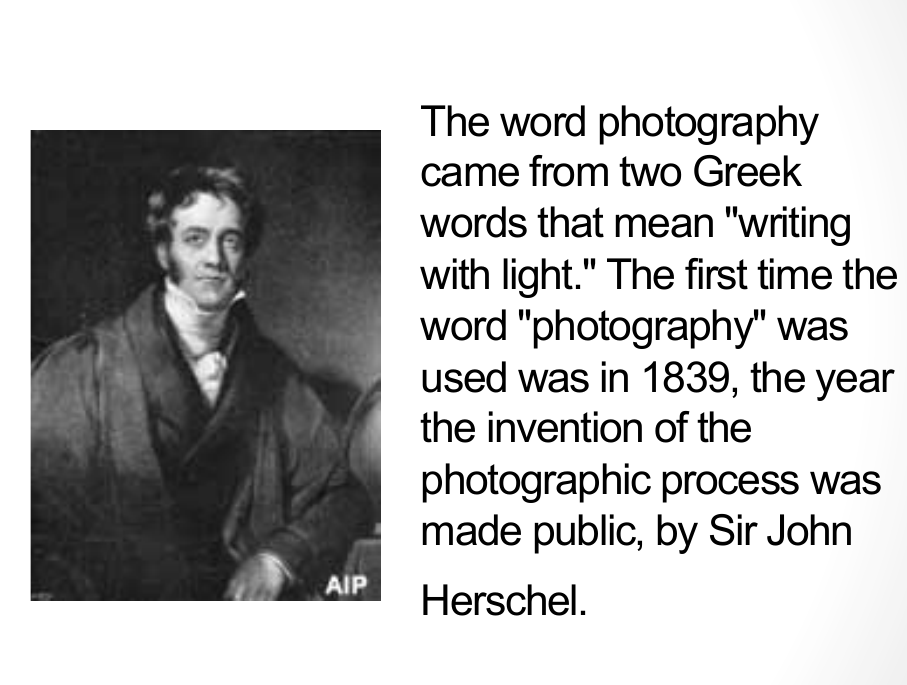 The word photography
came from two Greek
words that mean "writing
with light." The first time the
word "photography" was
used was in 1839, the year
the invention of the
photographic process was
made public, by Sir John
Herschel.
AIP